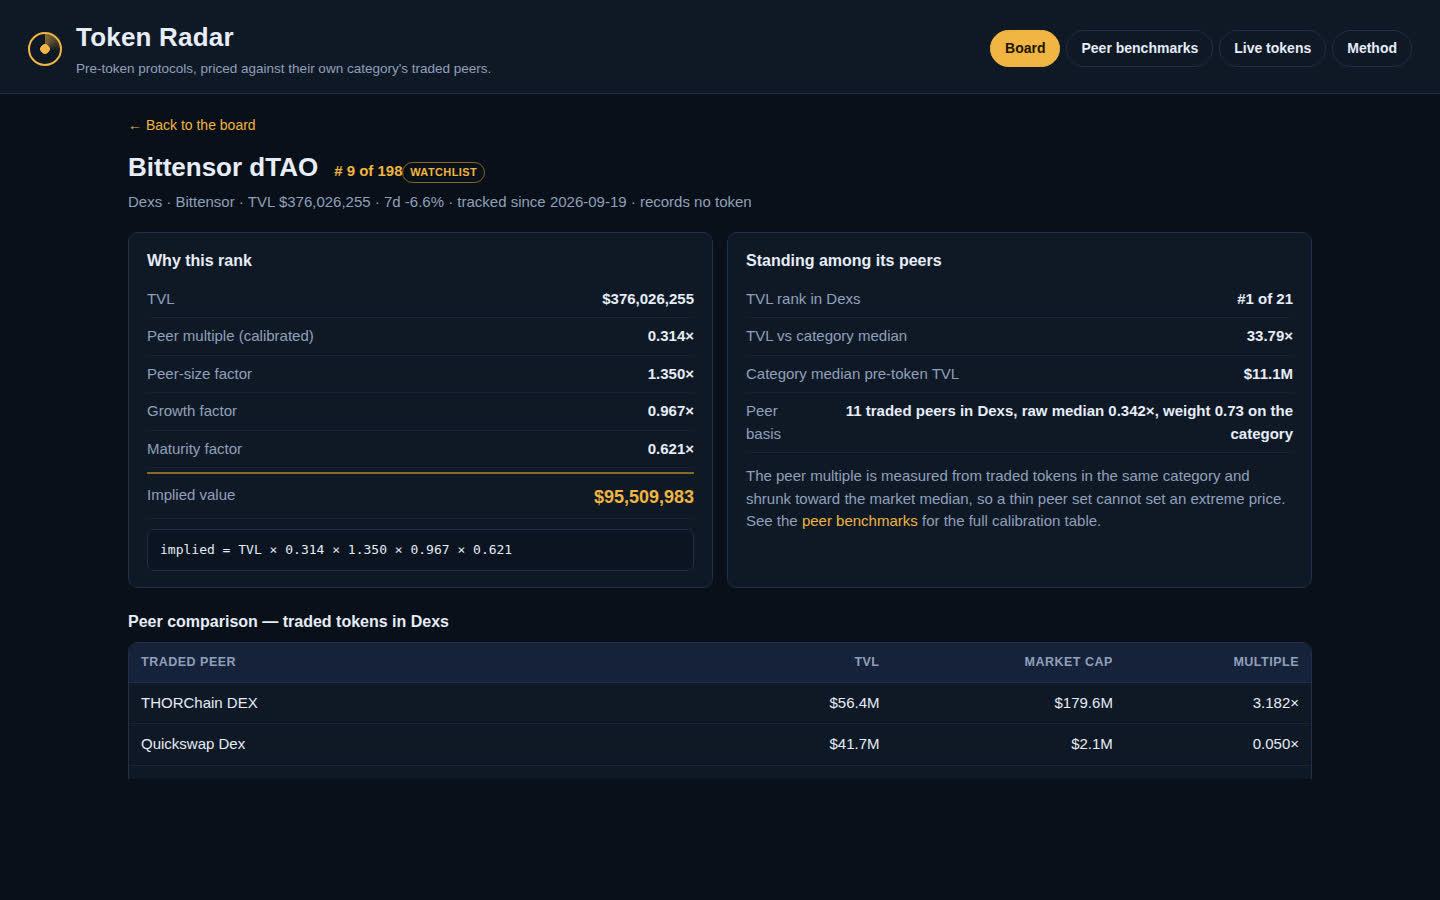 Token Radar
Pre-token protocols, priced against their own category's traded peers.
Board
Peer benchmarks
Live tokens
Method
← Back to the board
Bittensor dTAO # 9 of 198 WATCHLIST
Dexs · Bittensor · TVL $376,026,255 · 7d -6.6% · tracked since 2026-09-19 · records no token
Why this rank
TVL $376,026,255
Peer multiple (calibrated) 0.314×
Peer-size factor 1.350×
Growth factor 0.967×
Maturity factor 0.621×
Implied value $95,509,983
implied = TVL × 0.314 × 1.350 × 0.967 × 0.621
Standing among its peers
TVL rank in Dexs #1 of 21
TVL vs category median 33.79×
Category median pre-token TVL $11.1M
Peer basis 11 traded peers in Dexs, raw median 0.342×, weight 0.73 on the category
The peer multiple is measured from traded tokens in the same category and
shrunk toward the market median, so a thin peer set cannot set an extreme price.
See the peer benchmarks for the full calibration table.
Peer comparison — traded tokens in Dexs
TRADED PEER TVL MARKET CAP MULTIPLE
THORChain DEX $56.4M $179.6M 3.182×
Quickswap Dex $41.7M $2.1M 0.050×